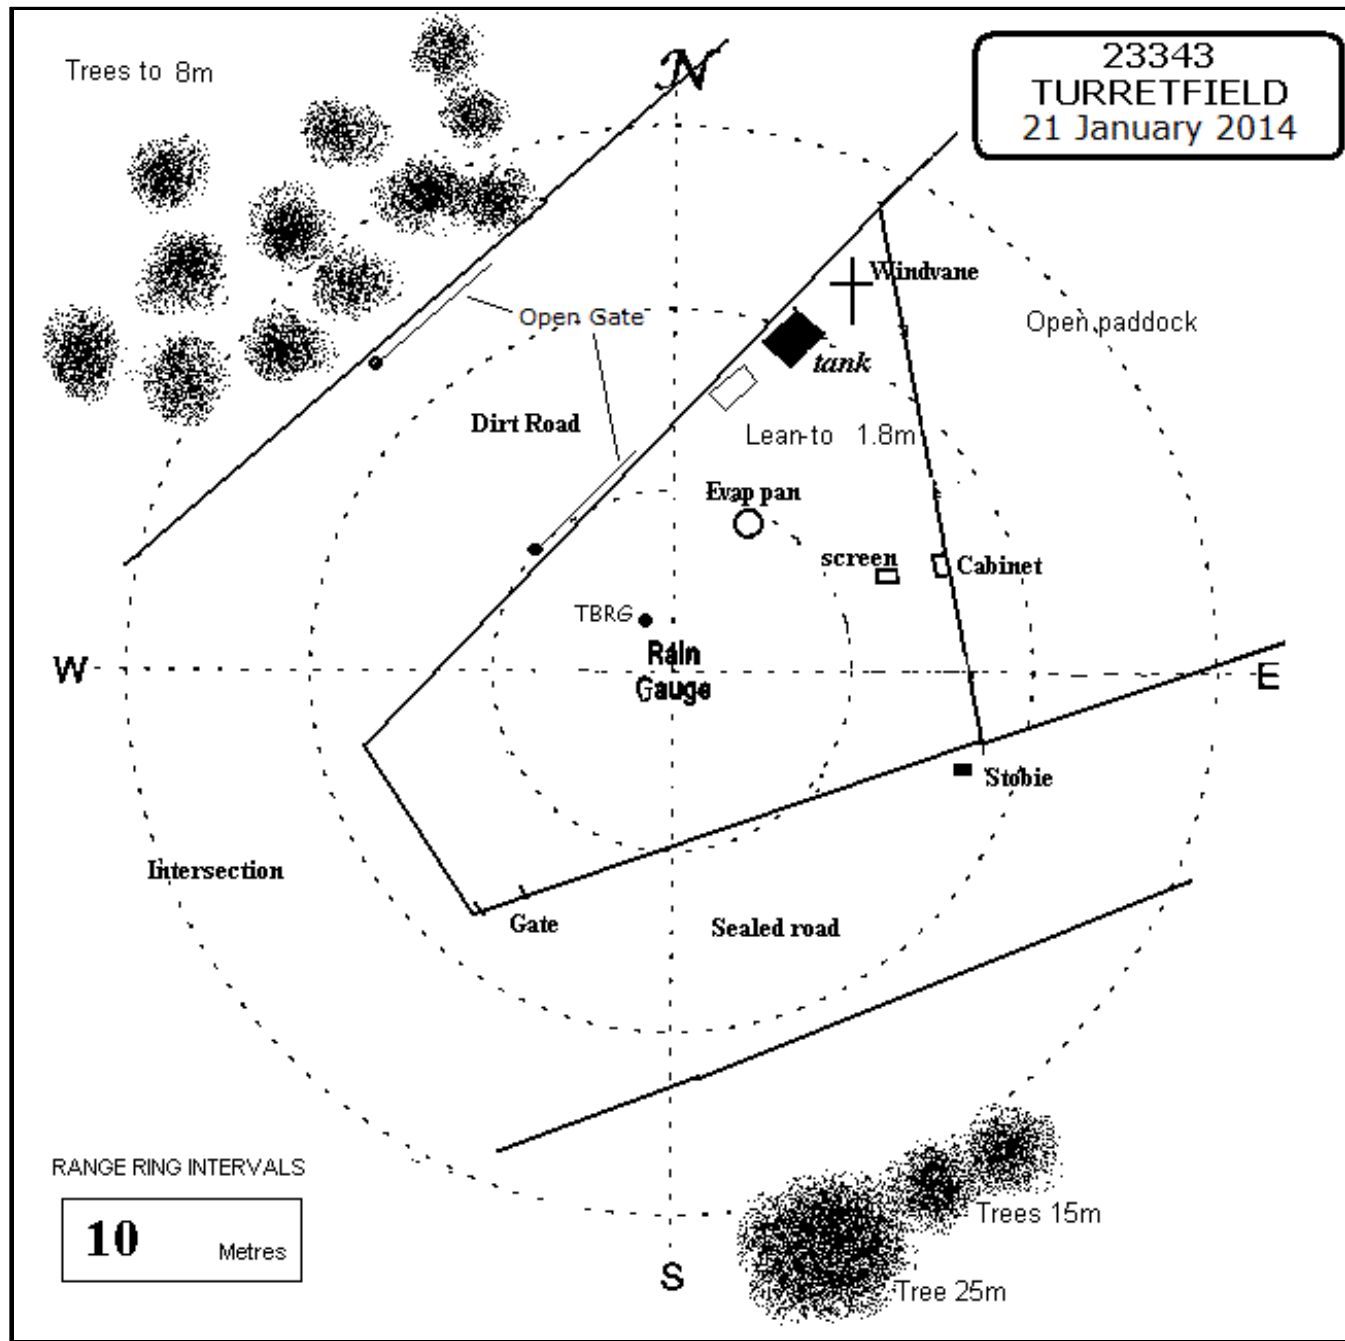 23343
TURRETFIELD
21 January 2014
Trees to 8m
N
Windvane
Open Gate
Open paddock
tank
Dirt Road
Lean-to 1.8m
Evap pan
screen
Cabinet
TBRG
Rain
Gauge
W
E
Stobie
Intersection
Gate
Sealed road
RANGE RING INTERVALS
10 Metres
Trees 15m
S
Tree 25m